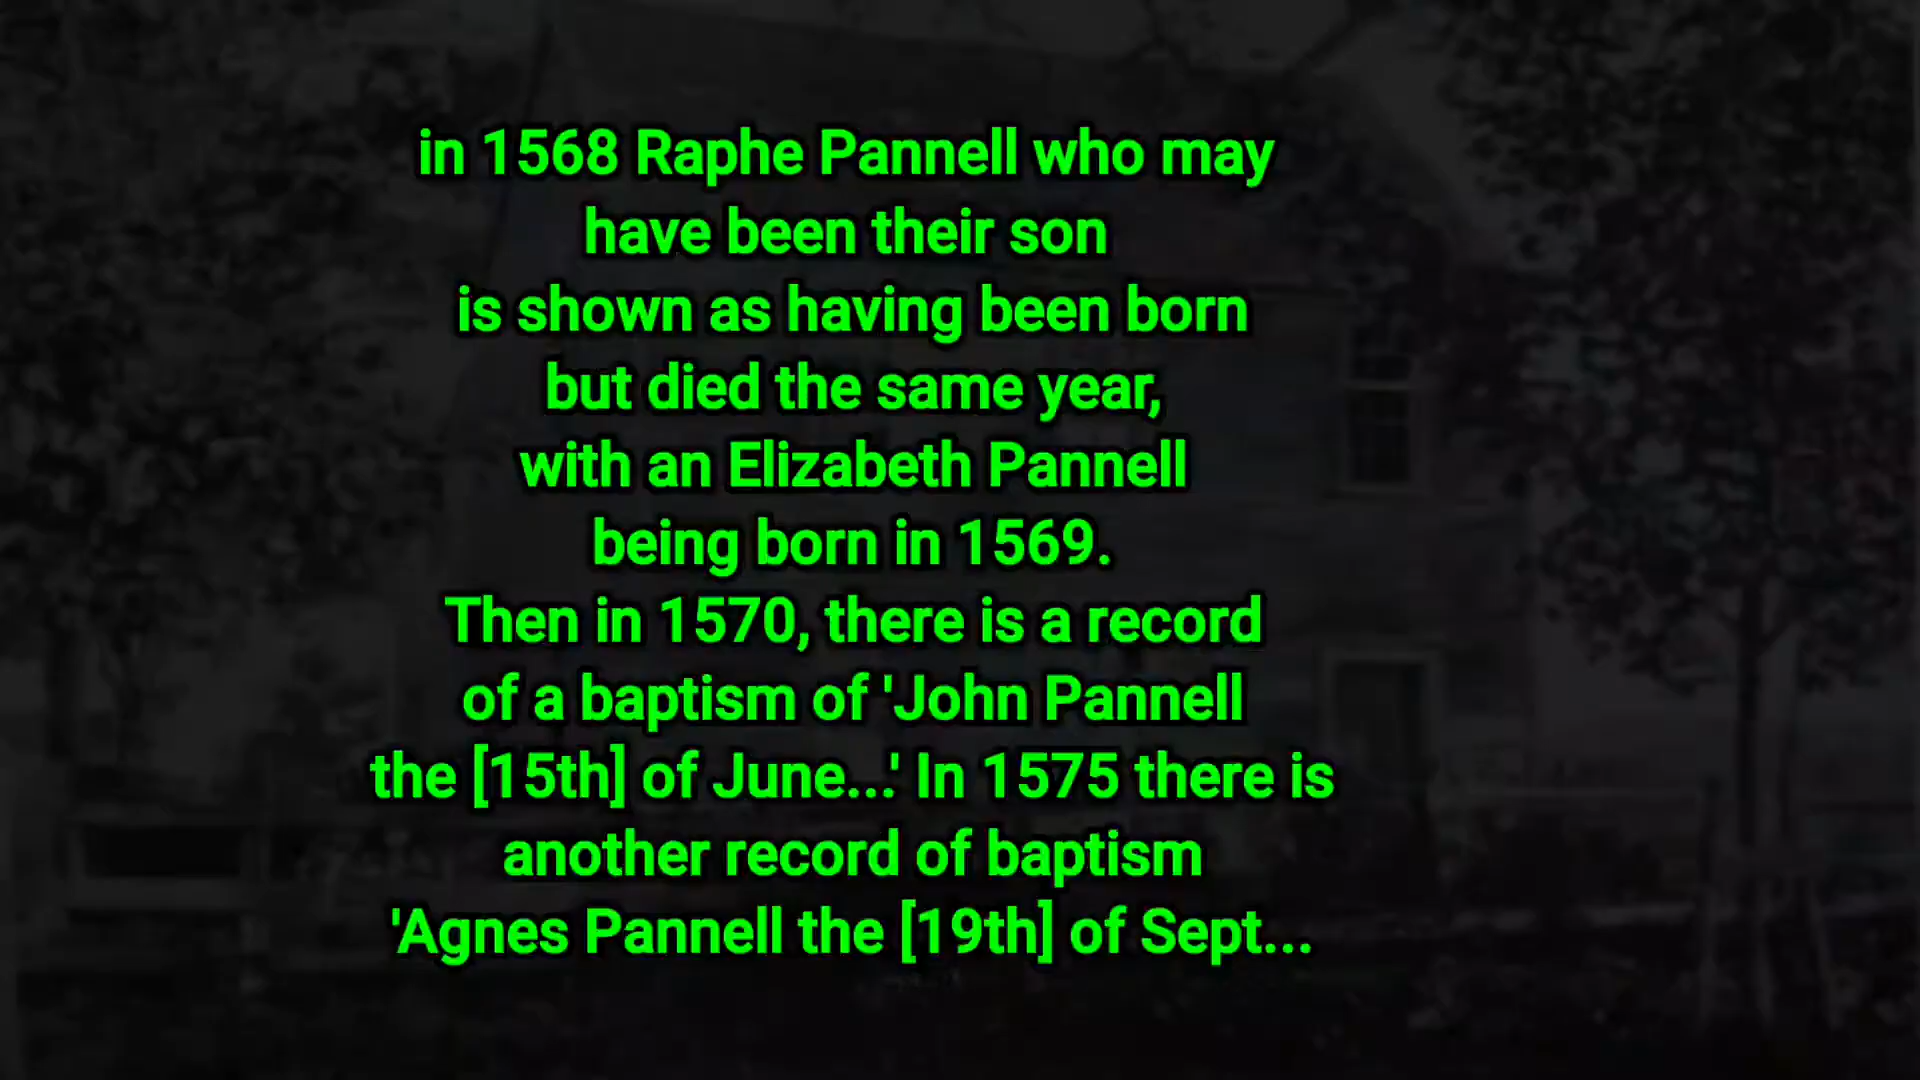 in 1568 Raphe Pannell who may
have been their son
is shown as having been born
but died the same year,
with an Elizabeth Pannell
being born in 1569.
Then in 1570, there is a record
of a baptism of 'John Pannell
the [15th] of June...' In 1575 there is
another record of baptism
'Agnes Pannell the [19th] of Sept...